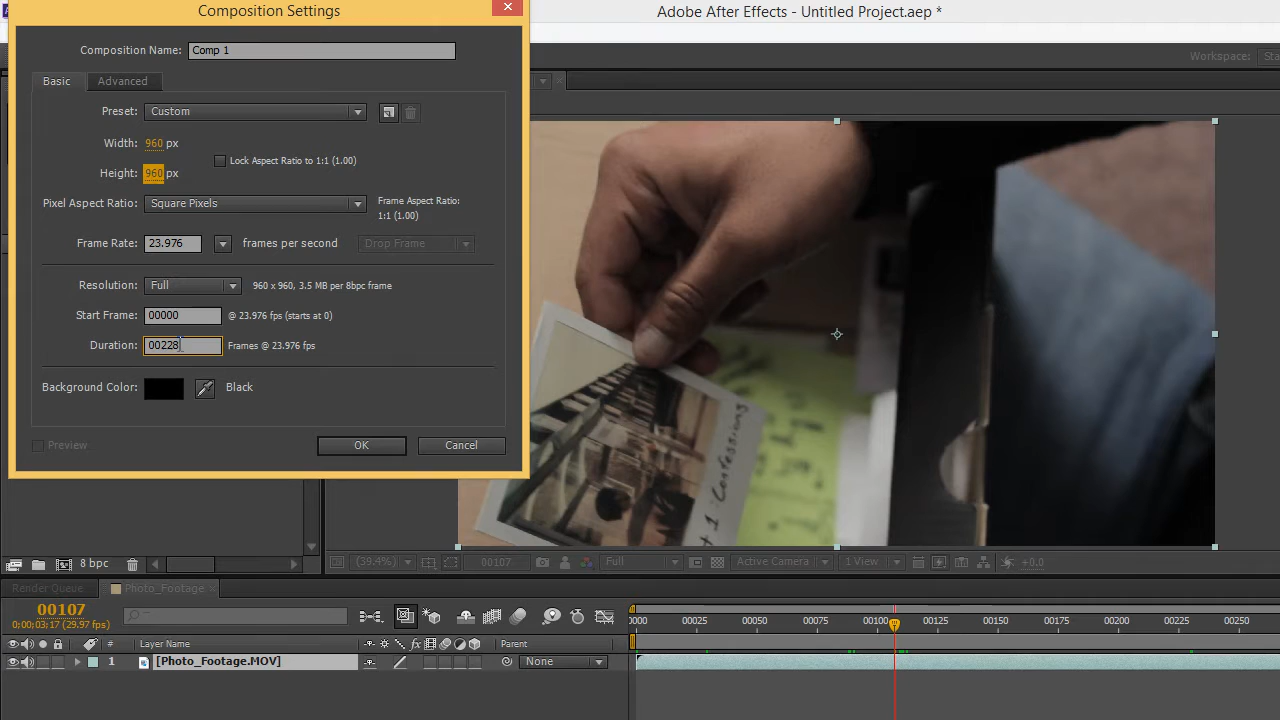 Composition Settings
Adobe After Effects - Untitled Project.aep *
Composition Name: Comp 1
Workspace: Sta
Basic Advanced
Preset: Custom
Width: 960 px
Lock Aspect Ratio to 1:1 (1.00)
Height: 960 px
Pixel Aspect Ratio: Square Pixels
Frame Aspect Ratio:
1:1 (1.00)
Frame Rate: 23.976 frames per second Drop Frame
Resolution: Full 960 x 960, 3.5 MB per 8bpc frame
Start Frame: 00000 @ 23.976 fps (starts at 0)
Duration: 00228 Frames @ 23.976 fps
Background Color: Black
Preview OK Cancel
t 1: Confessions
8 bpc (39.4%) 00107 Full Active Camera 1 View +0.0
Render Queue Photo_Footage
00107
0;00;03;17 (29.97 fps)
0000 00025 00050 00075 00100 00125 00150 00175 00200 00225 00250
# Layer Name fx Parent
1 [Photo_Footage.MOV] None